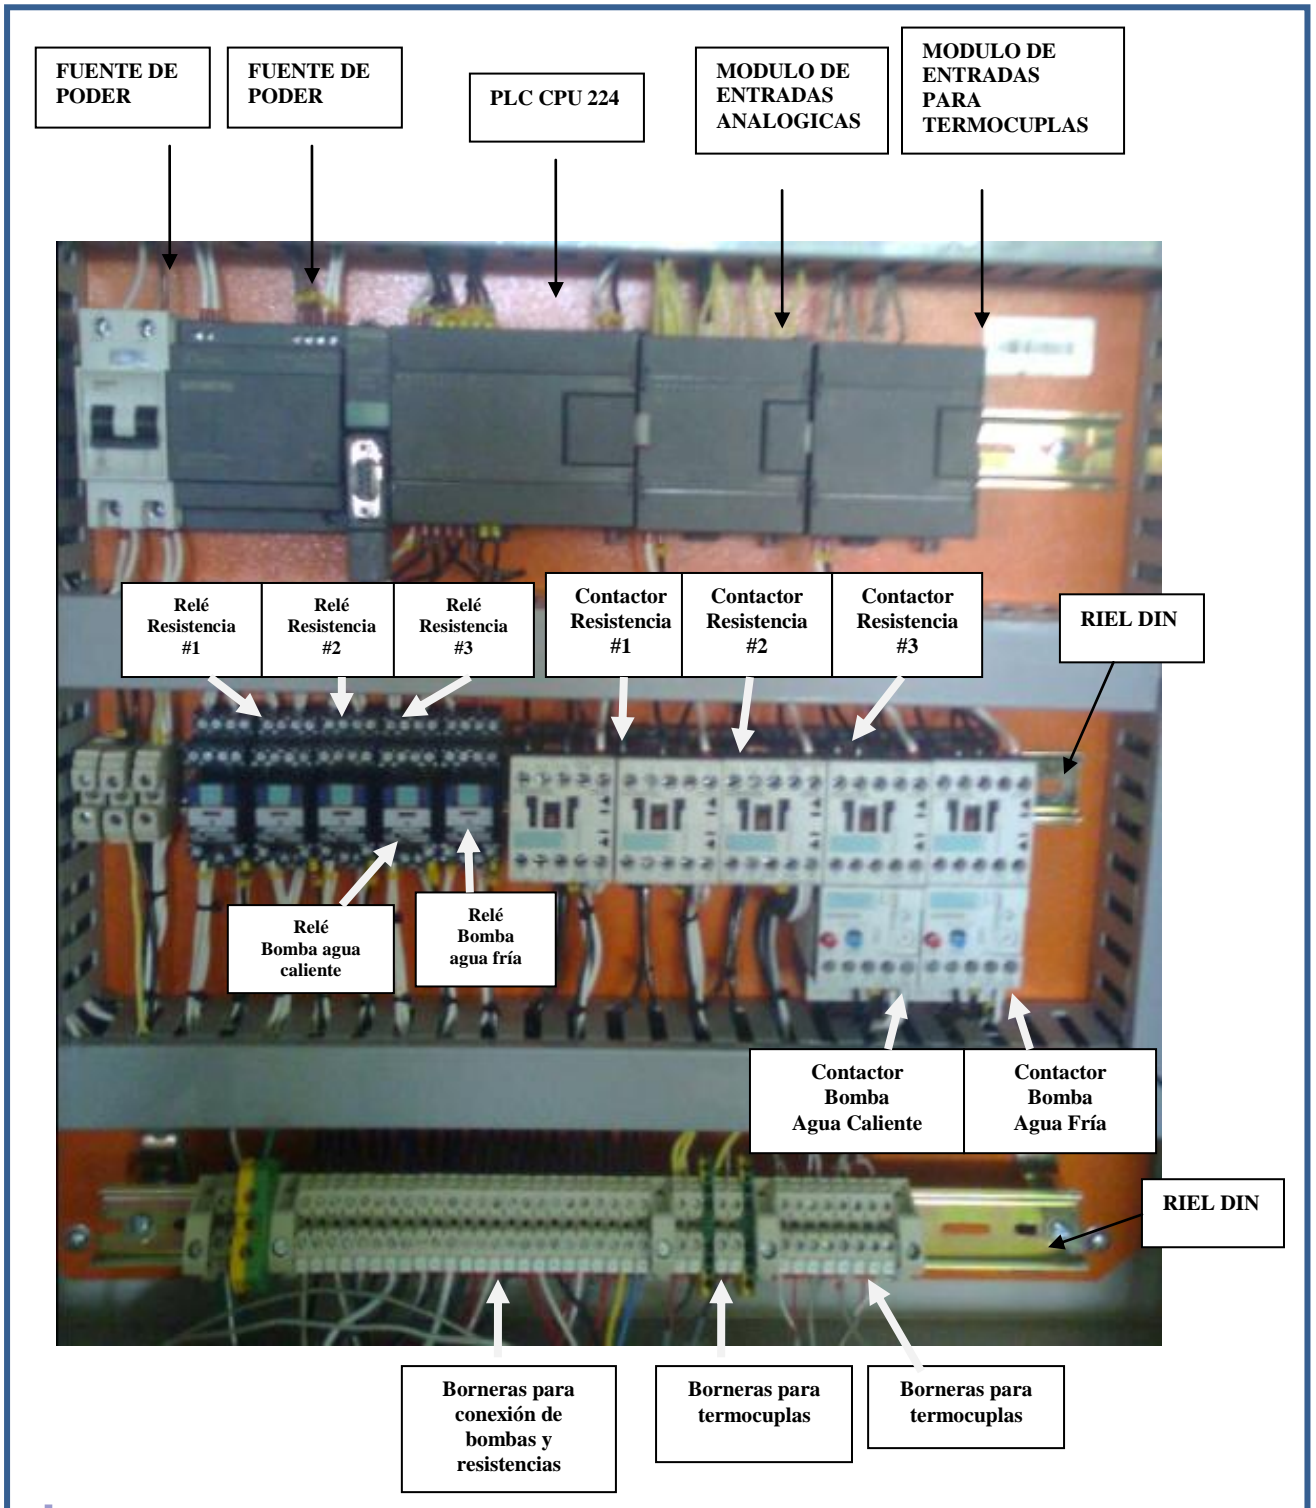 FUENTE DE
PODER
FUENTE DE
PODER
PLC CPU 224
MODULO DE
ENTRADAS
ANALOGICAS
MODULO DE
ENTRADAS
PARA
TERMOCUPLAS
Relé
Resistencia
#1
Relé
Resistencia
#2
Relé
Resistencia
#3
Contactor
Resistencia
#1
Contactor
Resistencia
#2
Contactor
Resistencia
#3
RIEL DIN
Relé
Bomba agua
caliente
Relé
Bomba
agua fría
Contactor
Bomba
Agua Caliente
Contactor
Bomba
Agua Fría
RIEL DIN
Borneras para
conexión de
bombas y
resistencias
Borneras para
termocuplas
Borneras para
termocuplas